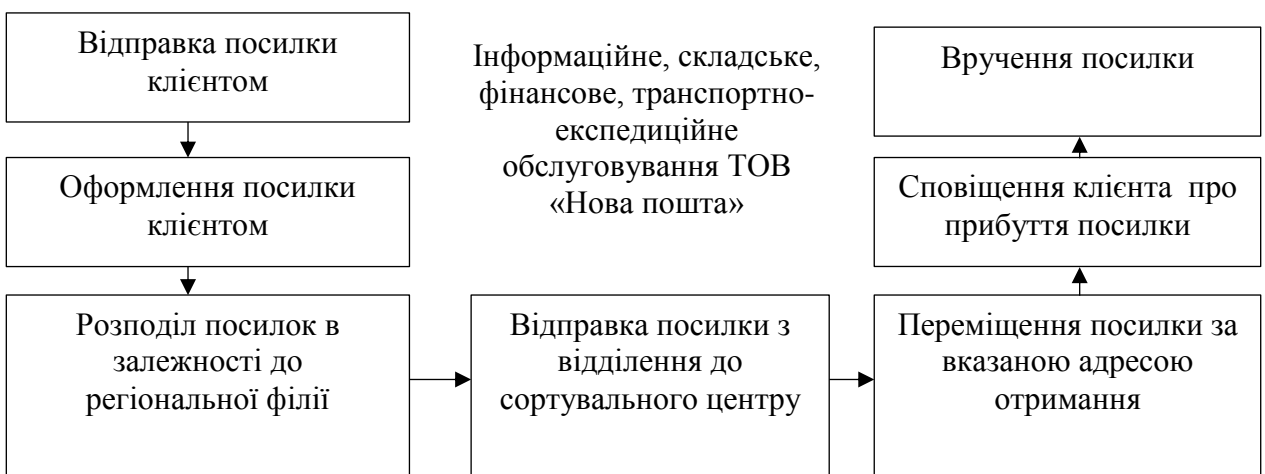 Відправка посилки
клієнтом
Оформлення посилки
клієнтом
Розподіл посилок в
залежності до
регіональної філії
Інформаційне, складське,
фінансове, транспортно-
експедиційне
обслуговування ТОВ
«Нова пошта»
Відправка посилки з
відділення до
сортувального центру
Переміщення посилки за
вказаною адресою
отримання
Сповіщення клієнта про
прибуття посилки
Вручення посилки